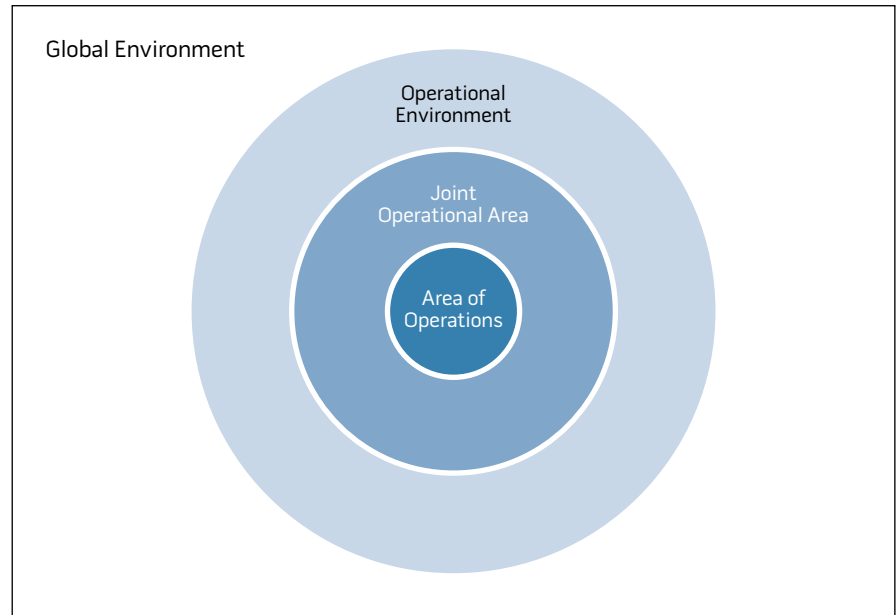 Global Environment
Operational
Environment
Joint
Operational Area
Area of
Operations